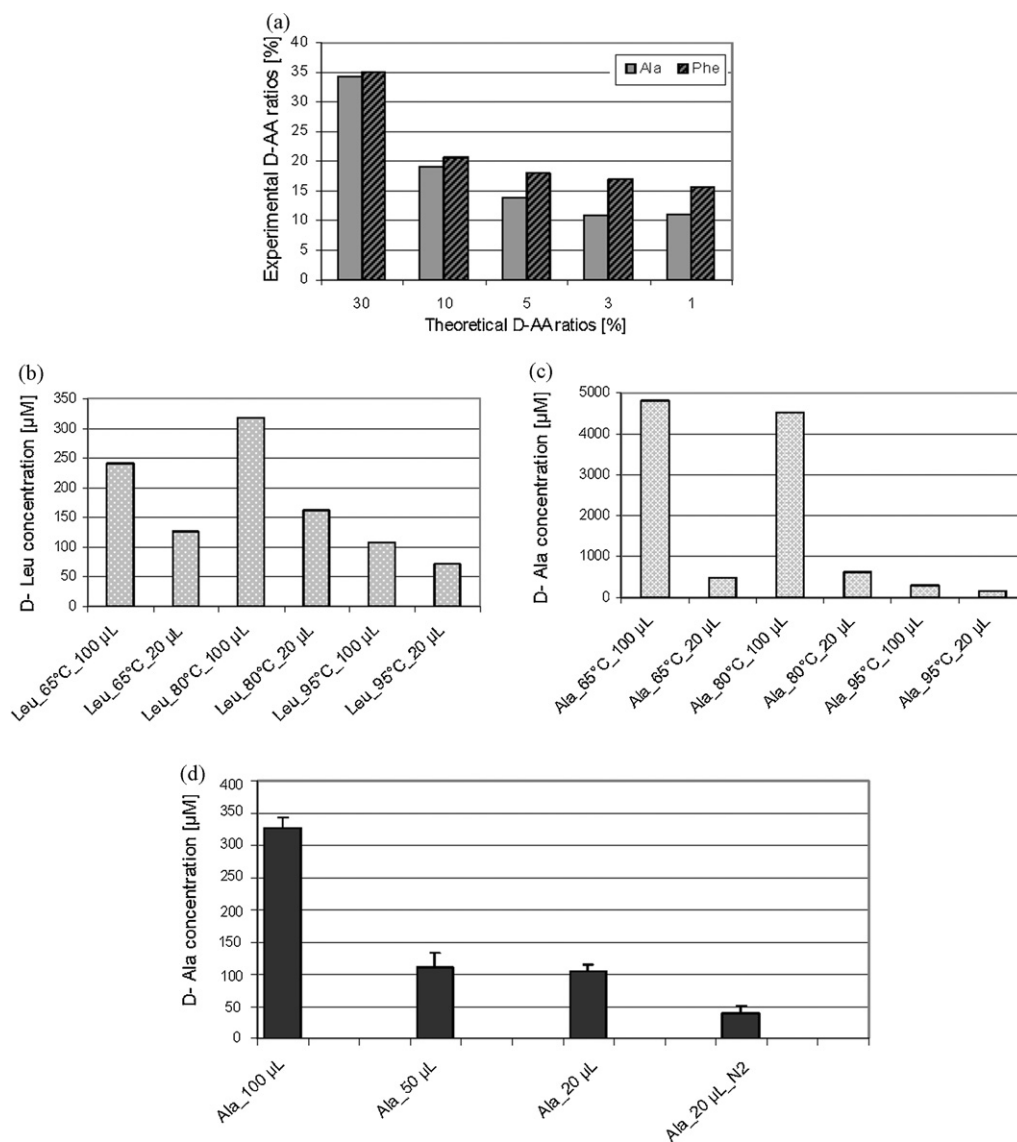 (a)
Experimental D-AA ratios [%]
40
35
30
25
20
15
10
5
0
Ala Phe
30 10 5 3 1
Theoretical D-AA ratios [%]
(b)
D- Leu concentration [µM]
350
300
250
200
150
100
50
0
Leu_65°C_100 µL
Leu_65°C_20 µL
Leu_80°C_100 µL
Leu_80°C_20 µL
Leu_95°C_100 µL
Leu_95°C_20 µL
(c)
D- Ala concentration [µM]
5000
4000
3000
2000
1000
0
Ala_65°C_100 µL
Ala_65°C_20 µL
Ala_80°C_100 µL
Ala_80°C_20 µL
Ala_95°C_100 µL
Ala_95°C_20 µL
(d)
D- Ala concentration [µM]
400
350
300
250
200
150
100
50
0
Ala_100 µL
Ala_50 µL
Ala_20 µL
Ala_20 µL_N2